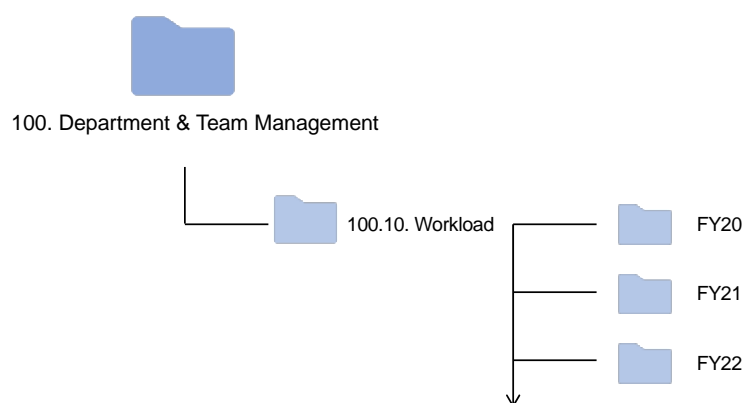 100. Department & Team Management
100.10. Workload
FY20
FY21
FY22